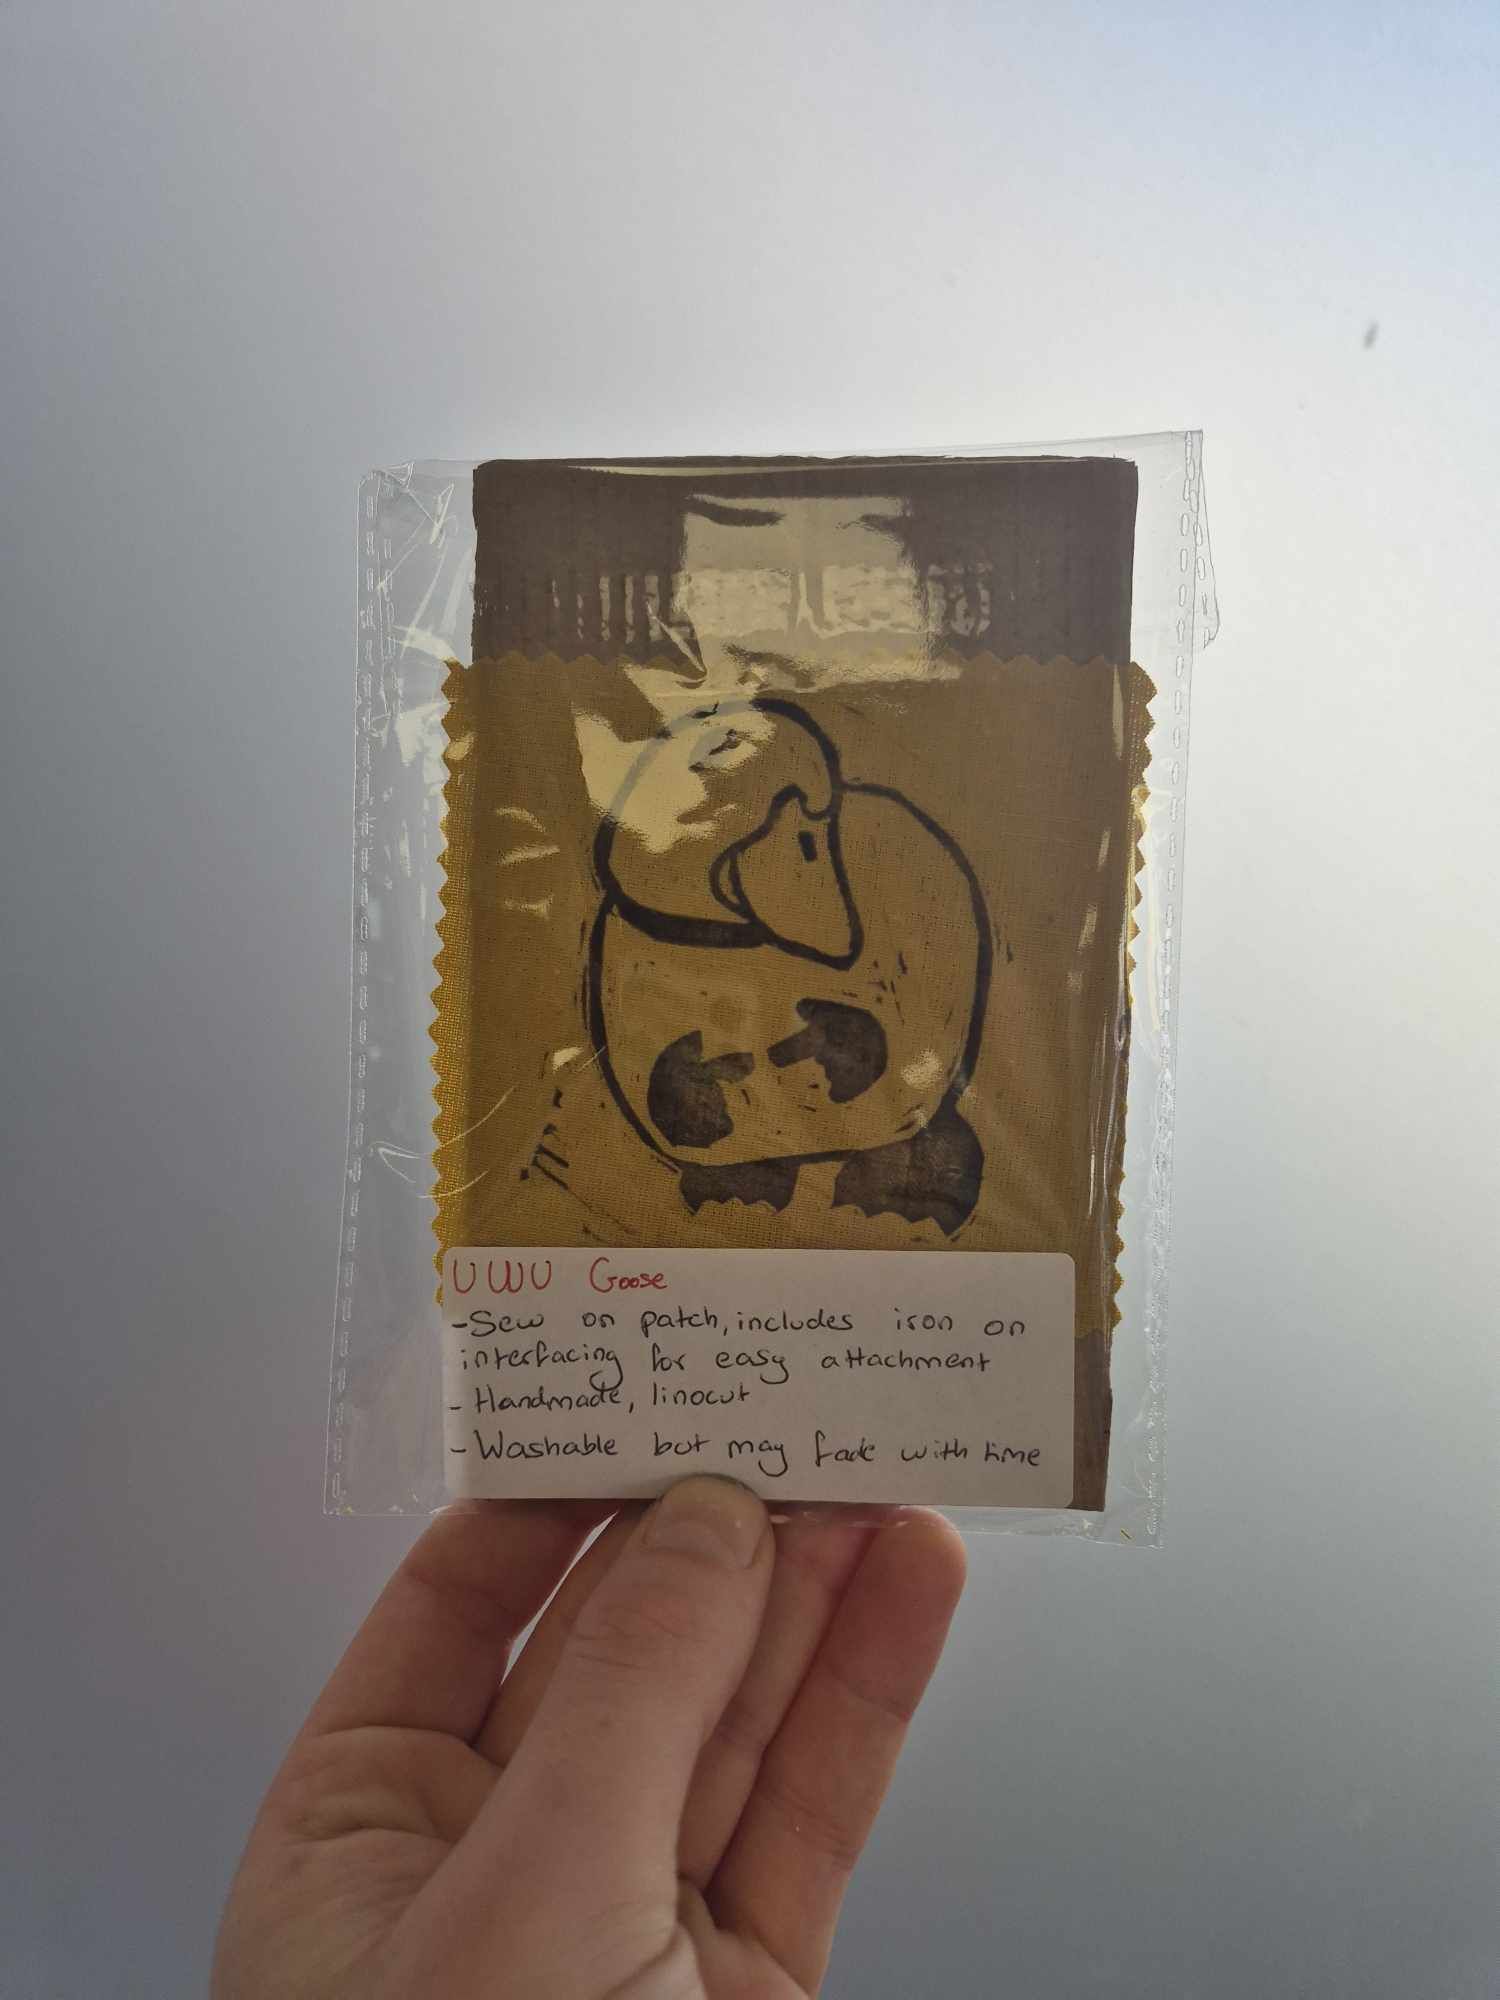 UWU Goose
-Sew on patch, includes iron on
interfacing for easy attachment
- Handmade, linocut
- Washable but may fade with time